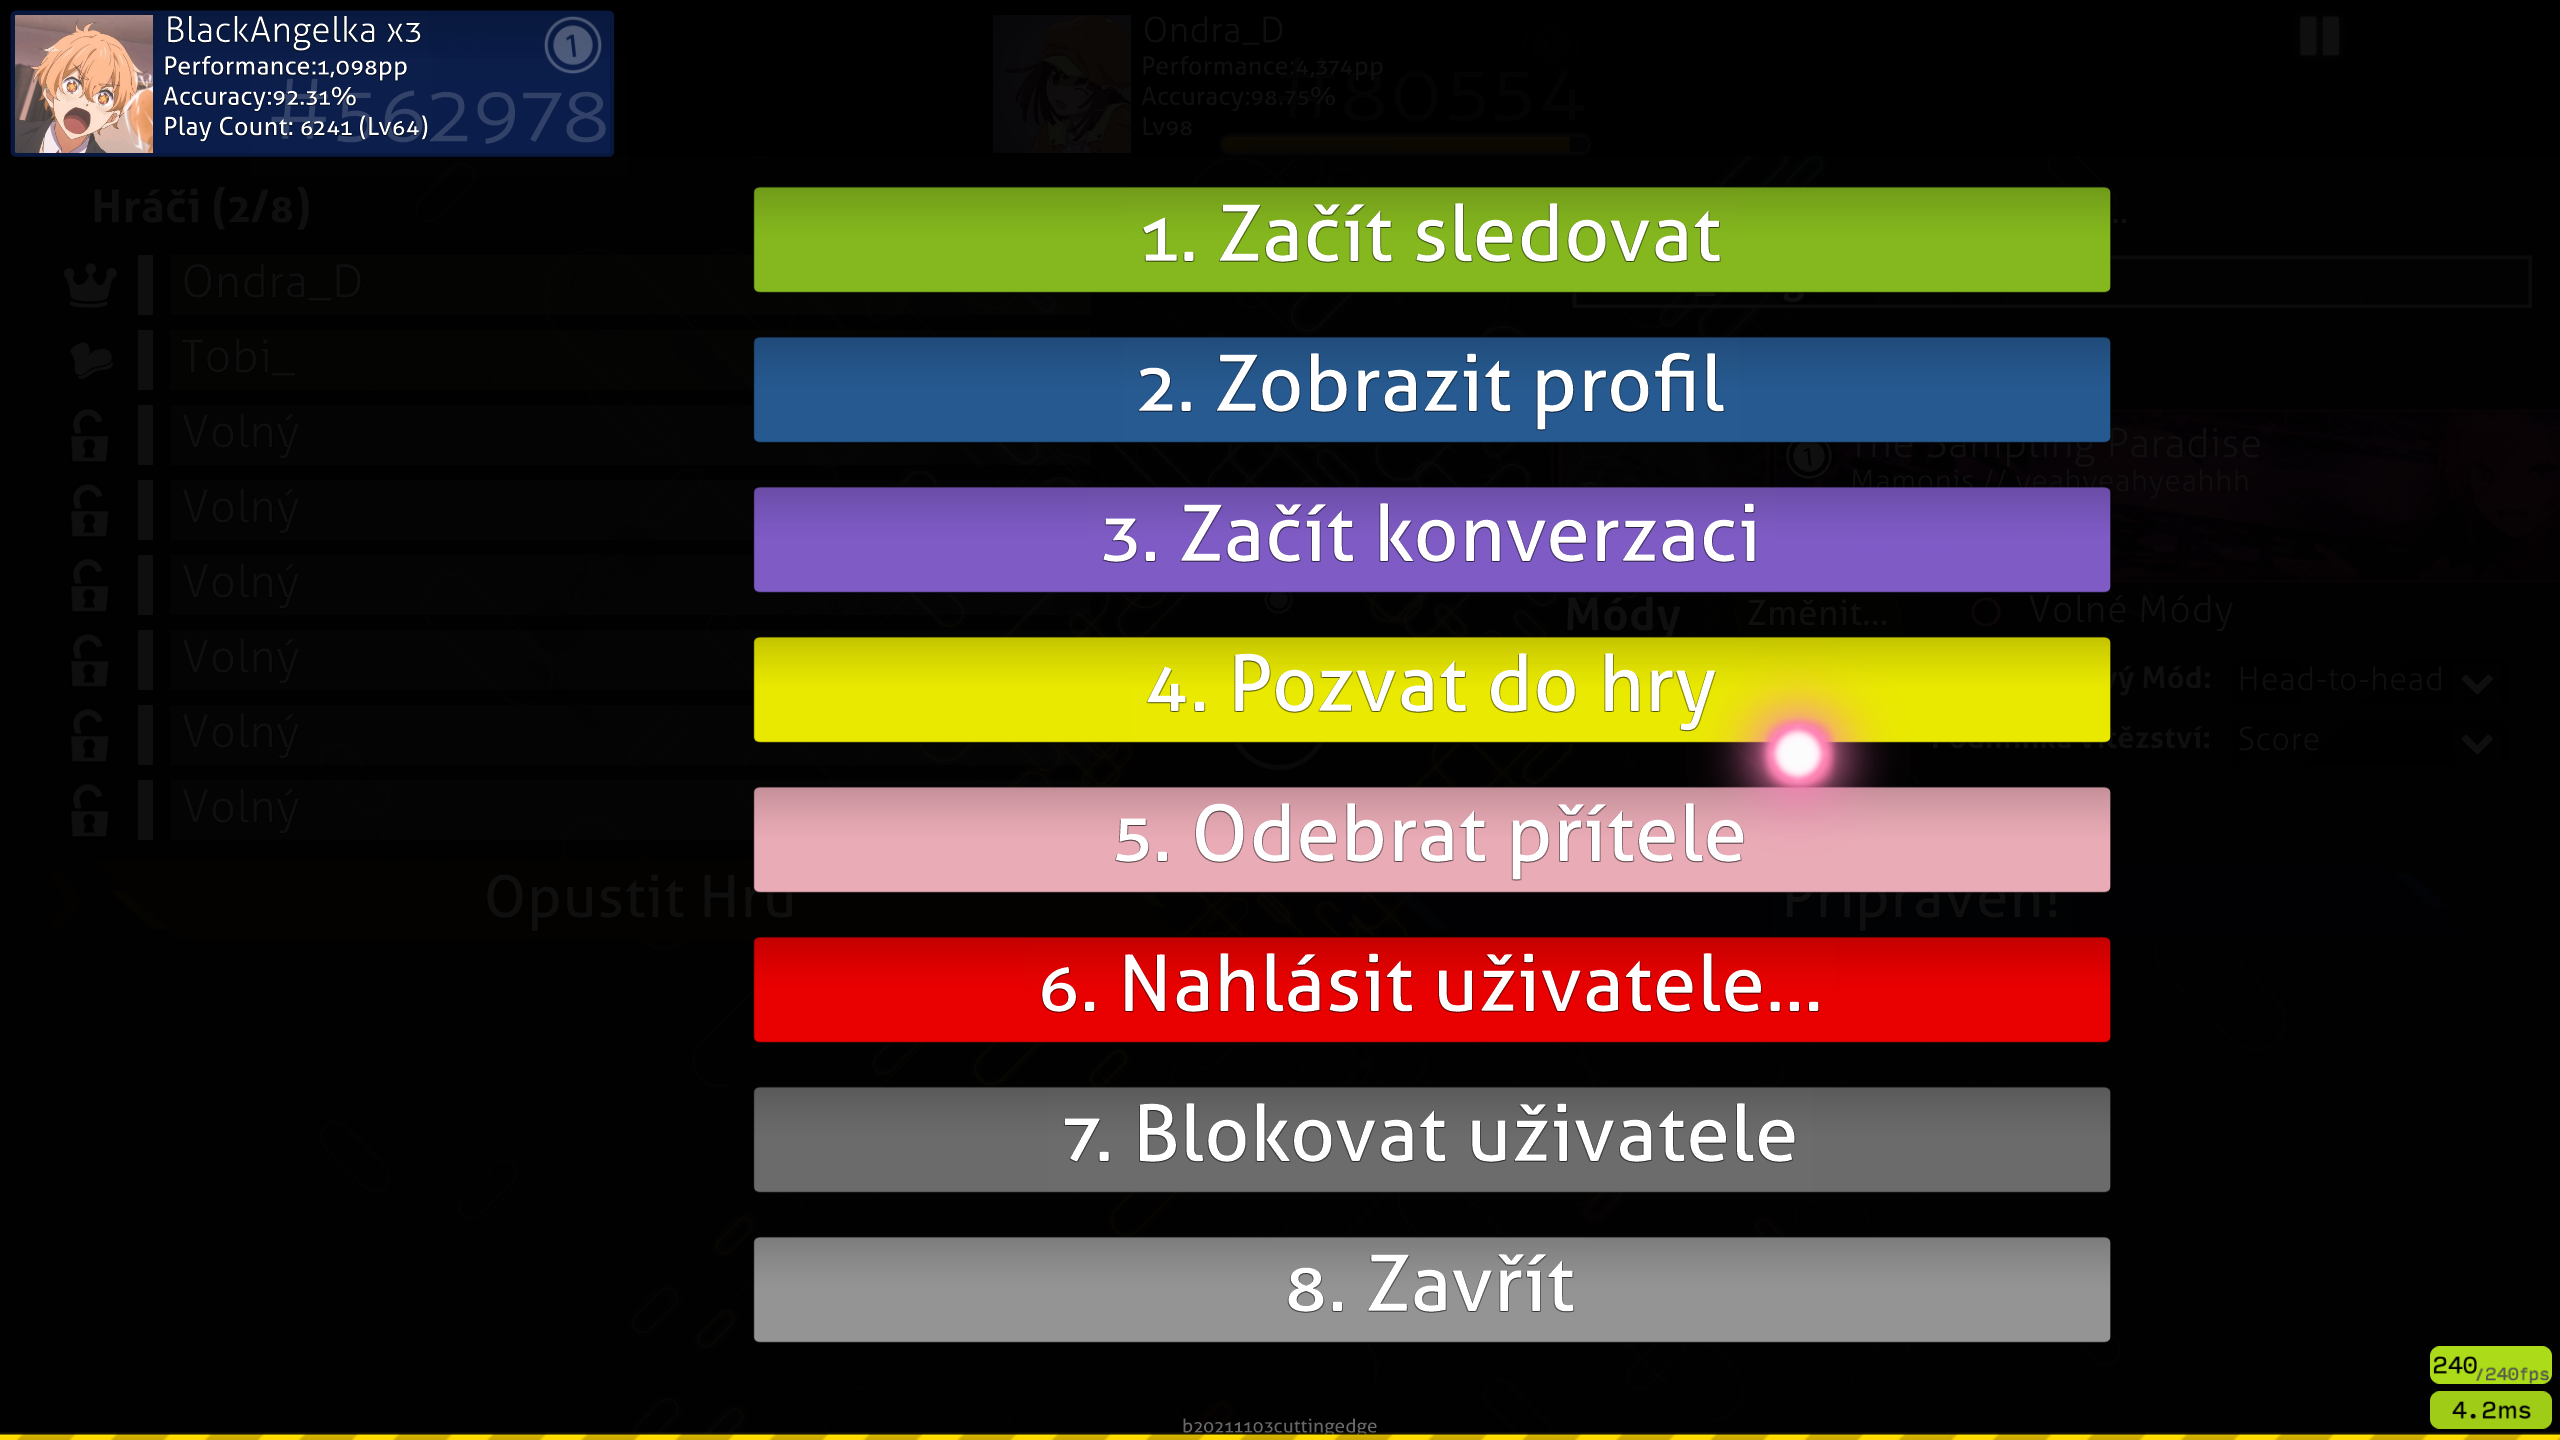 BlackAngelka x3
Performance:1,098pp
Accuracy:92.31%
Play Count: 6241 (Lv64)
#562978
1
Ondra_D
Performance:4,374pp
Accuracy:98.75%
Lv98
#80554
Hráči (2/8)
Ondra_D
Tobi_
Volný
Volný
Volný
Volný
Volný
Volný
Opustit Hru
1. Začít sledovat
2. Zobrazit profil
3. Začít konverzaci
4. Pozvat do hry
5. Odebrat přítele
6. Nahlásit uživatele...
7. Blokovat uživatele
8. Zavřít
1
The Sampling Paradise
Mamonis // yeahyeahyeahhh
Módy
Změnit...
Volné Módy
Mód:
Head-to-head
Score
Připraven!
240/240fps
4.2ms
b20211103cuttingedge